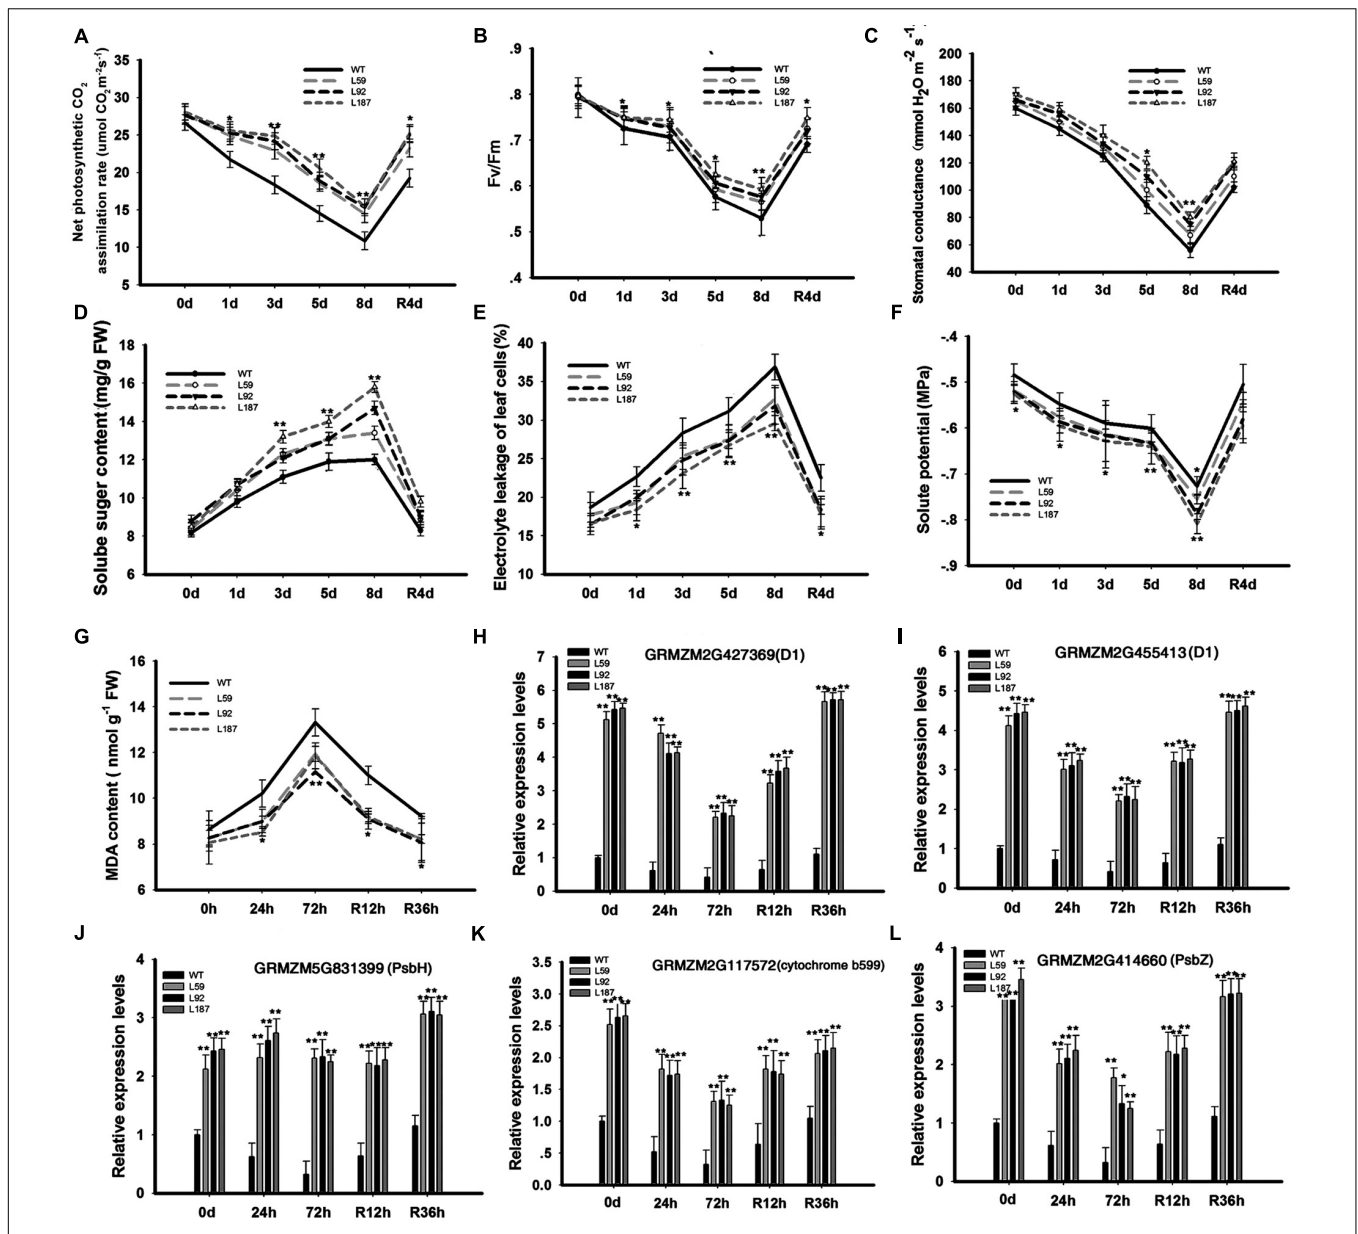 A
Net photosynthetic CO2 assimilation rate (umol CO2 m-2s-1)
35
30
25
20
15
10
5
WT
L59
L92
L187
* ** ** ** *
0d 1d 3d 5d 8d R4d
B
Fv/Fm
.9
.8
.7
.6
.5
.4
WT
L59
L92
L187
* * * ** *
0d 1d 3d 5d 8d R4d
C
Stomatal conductance (nmol H2O m-2 s-1)
200
180
160
140
120
100
80
60
40
WT
L59
L92
L187
* **
0d 1d 3d 5d 8d R4d
D
Solube suger content (mg/g FW)
18
16
14
12
10
8
6
WT
L59
L92
L187
** ** **
0d 1d 3d 5d 8d R4d
E
Electrolyte leakage of leaf cells (%)
40
35
30
25
20
15
10
WT
L59
L92
L187
* ** ** ** *
0d 1d 3d 5d 8d R4d
F
Solute potential (MPa)
-.4
-.5
-.6
-.7
-.8
-.9
WT
L59
L92
L187
* * * ** * **
0d 1d 3d 5d 8d R4d
G
MDA content ( nmol g-1 FW)
16
14
12
10
8
6
WT
L59
L92
L187
* ** * *
0h 24h 72h R12h R36h
H
GRMZM2G427369(D1)
Relative expression levels
7
6
5
4
3
2
1
0
WT
L59
L92
L187
** ** ** ** ** ** ** ** ** ** ** ** ** ** **
0d 24h 72h R12h R36h
I
GRMZM2G455413(D1)
Relative expression levels
6
5
4
3
2
1
0
WT
L59
L92
L187
** ** ** ** ** ** ** ** ** ** ** ** ** ** **
0d 24h 72h R12h R36h
J
GRMZM5G831399 (PsbH)
Relative expression levels
4
3
2
1
0
WT
L59
L92
L187
** ** ** ** ** ** ** ** ** ** ** ** ** ** **
0d 24h 72h R12h R36h
K
GRMZM2G117572(cytochrome b599)
Relative expression levels
3.5
3.0
2.5
2.0
1.5
1.0
.5
0.0
WT
L59
L92
L187
** ** ** ** ** ** ** ** ** ** ** ** ** ** **
0d 24h 72h R12h R36h
L
GRMZM2G414660 (PsbZ)
Relative expression levels
4
3
2
1
0
WT
L59
L92
L187
** ** ** ** ** ** ** * ** ** ** ** ** ** **
0d 24h 72h R12h R36h